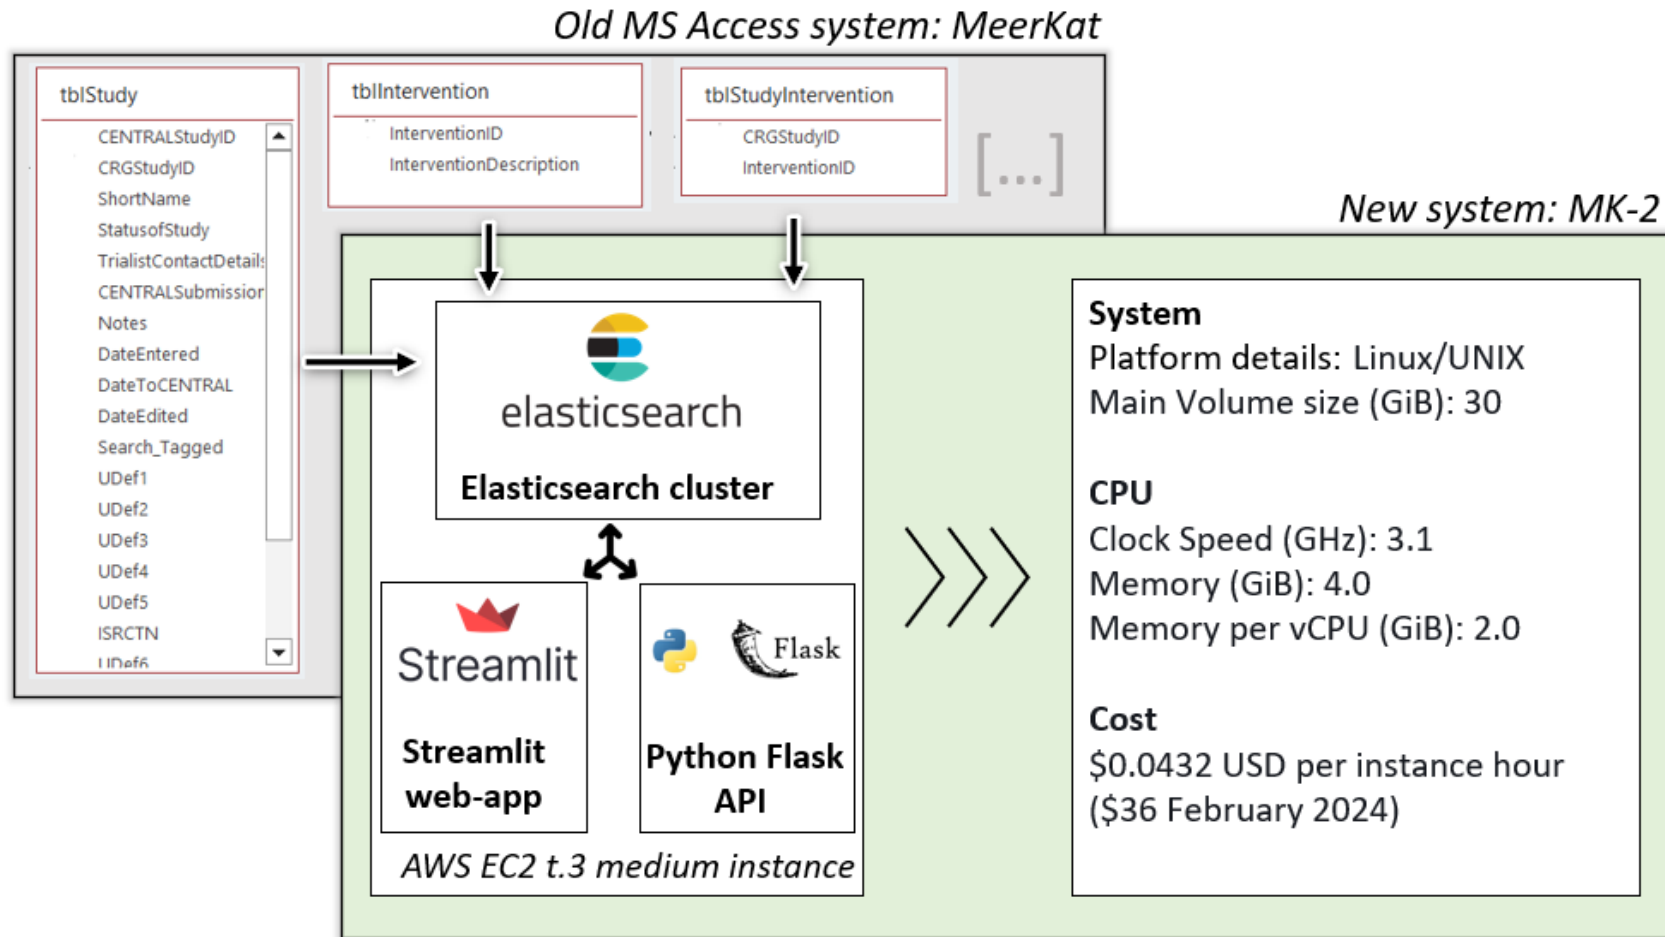 Old MS Access system: MeerKat
tblStudy
CENTRALStudyID
CRGStudyID
ShortName
StatusofStudy
TrialistContactDetails
CENTRALSubmission
Notes
DateEntered
DateToCENTRAL
DateEdited
Search_Tagged
UDef1
UDef2
UDef3
UDef4
UDef5
ISRCTN
UDef6
tblIntervention
InterventionID
InterventionDescription
tblStudyIntervention
CRGStudyID
InterventionID
[...]
New system: MK-2
elasticsearch
Elasticsearch cluster
Streamlit
Streamlit
web-app
Flask
Python Flask
API
AWS EC2 t.3 medium instance
System
Platform details: Linux/UNIX
Main Volume size (GiB): 30
CPU
Clock Speed (GHz): 3.1
Memory (GiB): 4.0
Memory per vCPU (GiB): 2.0
Cost
$0.0432 USD per instance hour
($36 February 2024)